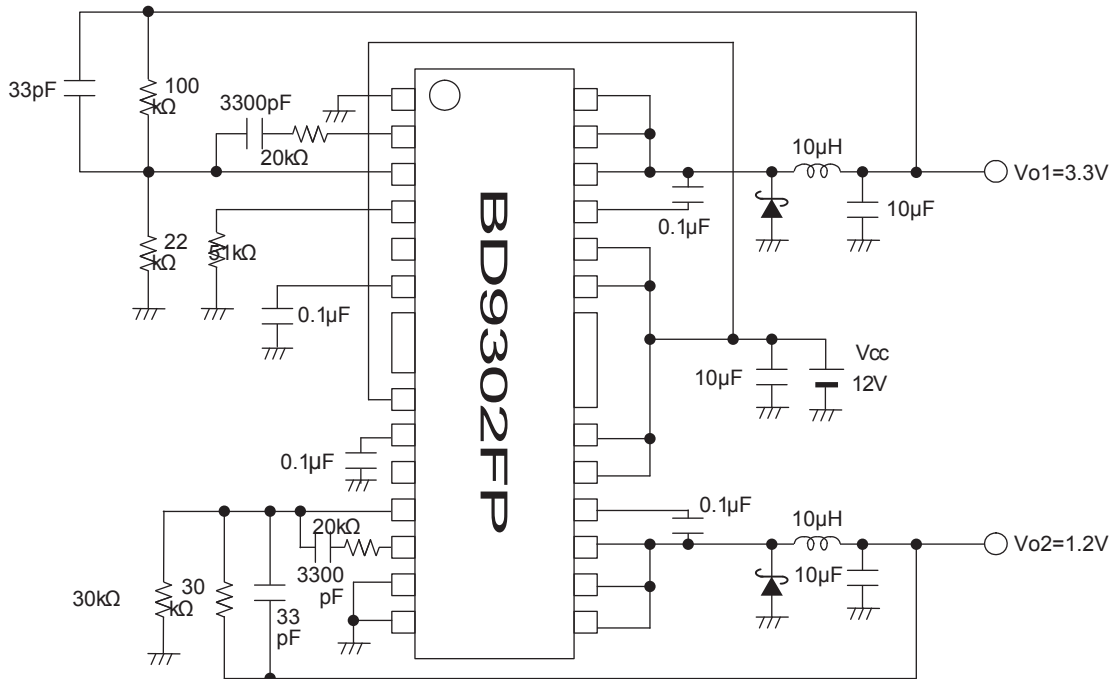 33pF
100
kΩ
3300pF
20kΩ
22
kΩ
51kΩ
0.1µF
0.1µF
BD9302FP
10µH
Vo1=3.3V
0.1µF
10µF
10µF
Vcc
12V
0.1µF
10µH
Vo2=1.2V
10µF
20kΩ
3300
pF
30kΩ
30
kΩ
33
pF